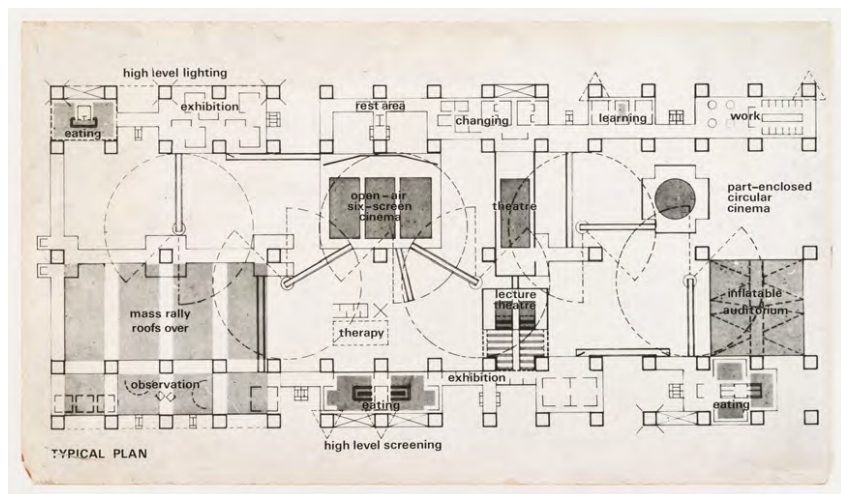 high level lighting
exhibition
rest area
eating
changing
learning
work
open-air
six-screen
cinema
theatre
part-enclosed
circular
cinema
mass rally
roofs over
lecture
theatre
inflatable
auditorium
therapy
observation
exhibition
eating
eating
high level screening
TYPICAL PLAN